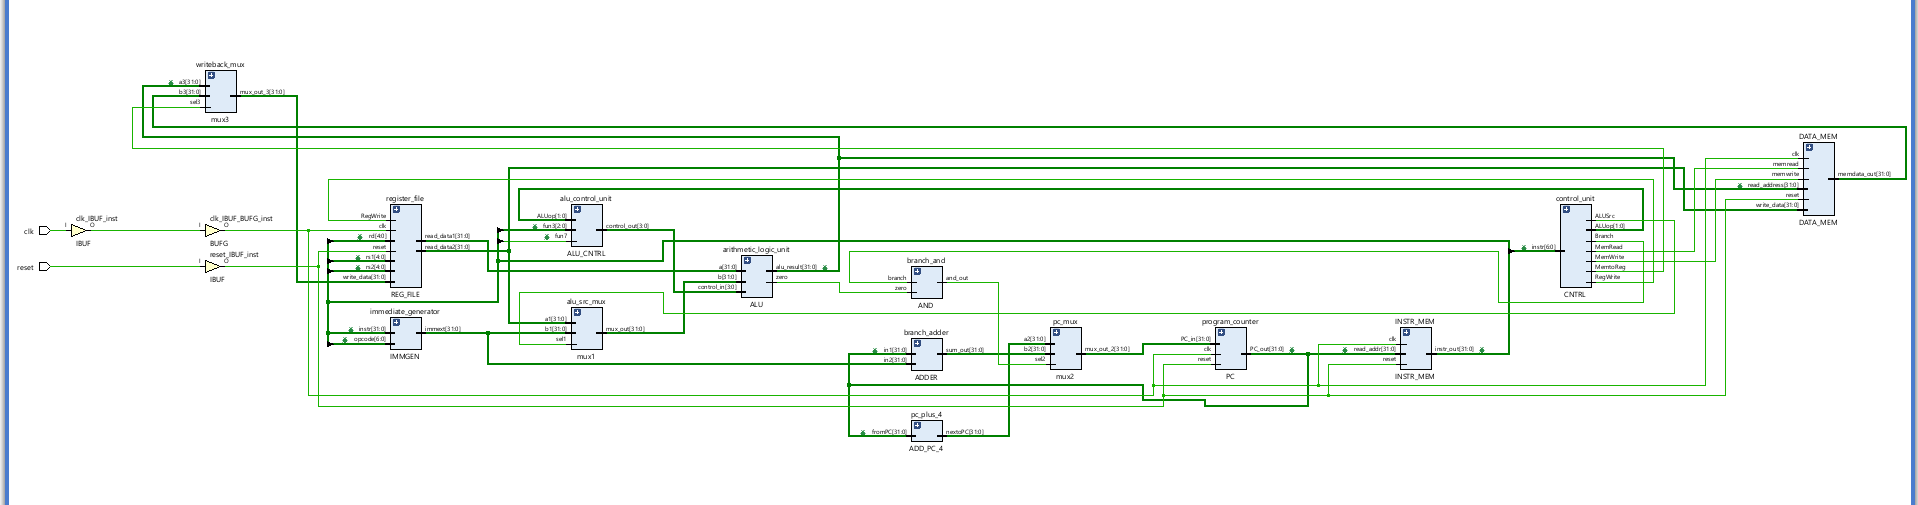 writeback_mux
a3[31:0]
b3[31:0]
sel3
mux_out_3[31:0]
mux3
clk
I
clk_IBUF_inst
O
IBUF
I
clk_IBUF_BUFG_inst
O
BUFG
reset
I
reset_IBUF_inst
O
IBUF
register_file
RegWrite
clk
rd[4:0]
reset
rs1[4:0]
rs2[4:0]
write_data[31:0]
read_data1[31:0]
read_data2[31:0]
REG_FILE
immediate_generator
instr[31:0]
opcode[6:0]
immext[31:0]
IMMGEN
alu_control_unit
ALUop[1:0]
fun3[2:0]
fun7
control_out[3:0]
ALU_CNTRL
alu_src_mux
a1[31:0]
b1[31:0]
sel1
mux_out[31:0]
mux1
arithmetic_logic_unit
a[31:0]
b[31:0]
control_in[3:0]
alu_result[31:0]
zero
ALU
branch_and
branch
zero
and_out
AND
branch_adder
in1[31:0]
in2[31:0]
sum_out[31:0]
ADDER
pc_plus_4
fromPC[31:0]
nextoPC[31:0]
ADD_PC_4
pc_mux
a2[31:0]
b2[31:0]
sel2
mux_out_2[31:0]
mux2
program_counter
PC_in[31:0]
clk
reset
PC_out[31:0]
PC
INSTR_MEM
clk
read_addr[31:0]
reset
instr_out[31:0]
INSTR_MEM
control_unit
instr[6:0]
ALUSrc
ALUop[1:0]
Branch
MemRead
MemWrite
MemtoReg
RegWrite
CNTRL
DATA_MEM
clk
memread
memwrite
read_address[31:0]
reset
write_data[31:0]
memdata_out[31:0]
DATA_MEM